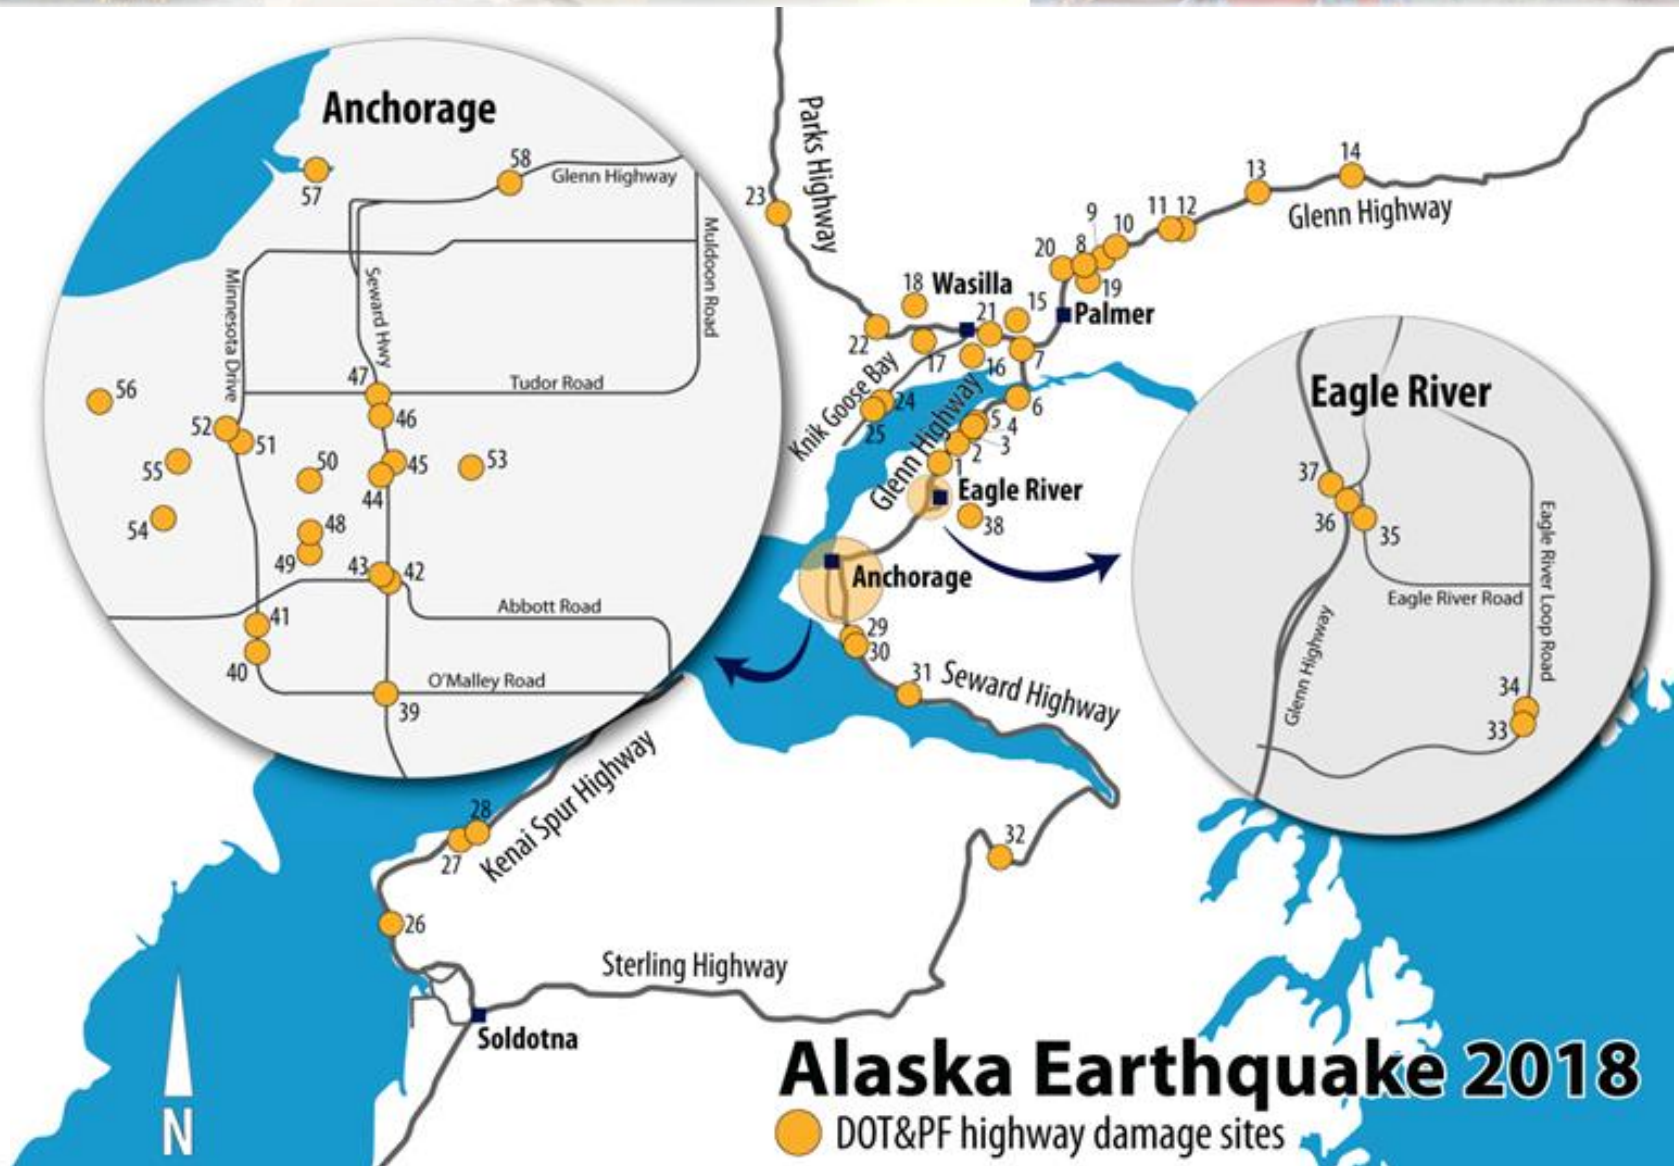 Anchorage
57
58
Glenn Highway
Muldoon Road
Minnesota Drive
Seward Hwy
47
Tudor Road
56
46
52
51
55
50
45
53
44
54
48
49
43
42
Abbott Road
41
40
O'Malley Road
39
Parks Highway
23
14
13
Glenn Highway
11
12
9
10
20
8
19
18
Wasilla
21
15
Palmer
22
17
16
7
Knik Goose Bay
24
25
Glenn Highway
6
5
4
3
2
1
Eagle River
38
Anchorage
29
30
31
Seward Highway
Eagle River
37
36
35
Eagle River Road
Eagle River Loop Road
Glenn Highway
34
33
28
27
Kenai Spur Highway
32
26
Sterling Highway
Soldotna
N
Alaska Earthquake 2018
DOT&PF highway damage sites